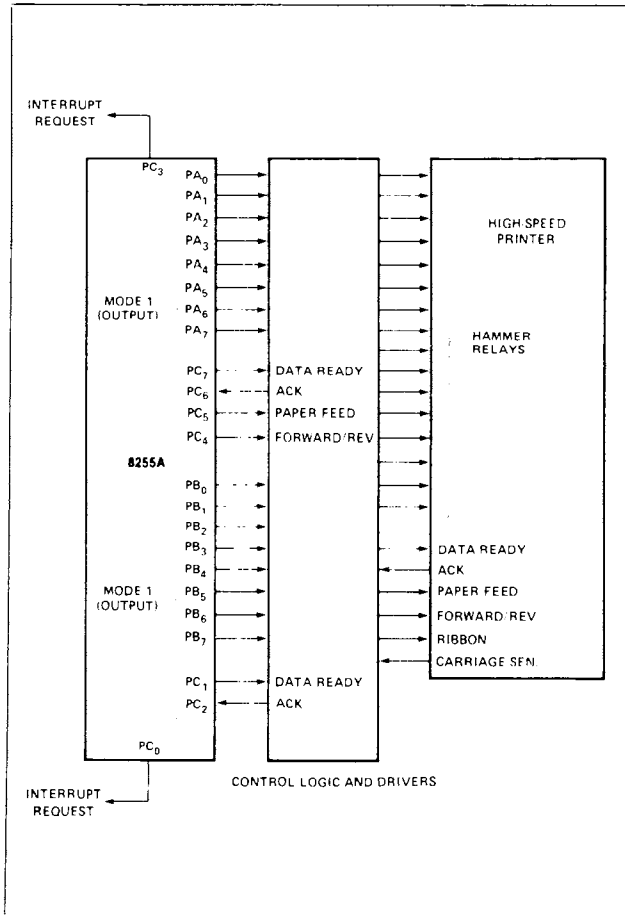 INTERRUPT
REQUEST
PC3
PA0
PA1
PA2
PA3
PA4
PA5
PA6
PA7
MODE 1
(OUTPUT)
PC7
PC6
PC5
PC4
8255A
PB0
PB1
PB2
PB3
PB4
PB5
PB6
PB7
MODE 1
(OUTPUT)
PC1
PC2
PC0
INTERRUPT
REQUEST
DATA READY
ACK
PAPER FEED
FORWARD/REV
DATA READY
ACK
CONTROL LOGIC AND DRIVERS
HIGH-SPEED
PRINTER
HAMMER
RELAYS
DATA READY
ACK
PAPER FEED
FORWARD/REV
RIBBON
CARRIAGE SEN.